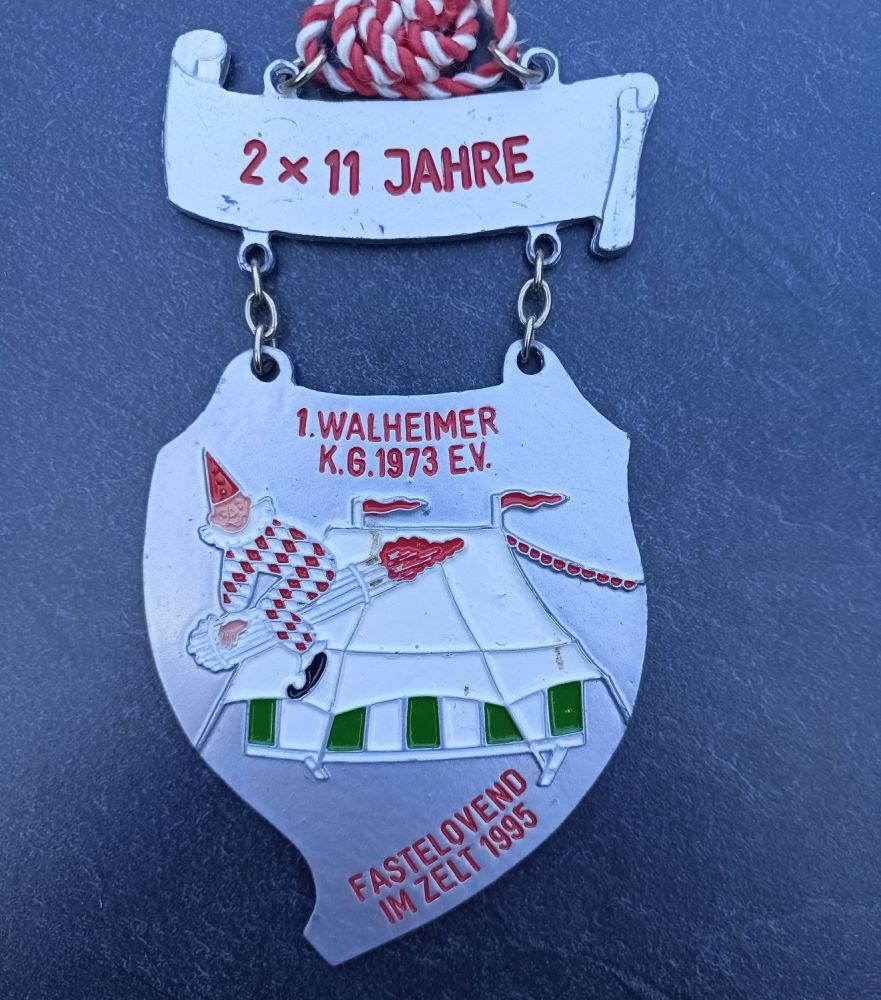 2 × 11 JAHRE
1. WALHEIMER
K.G. 1973 E.V.
FASTELOVEND
IM ZELT 1995